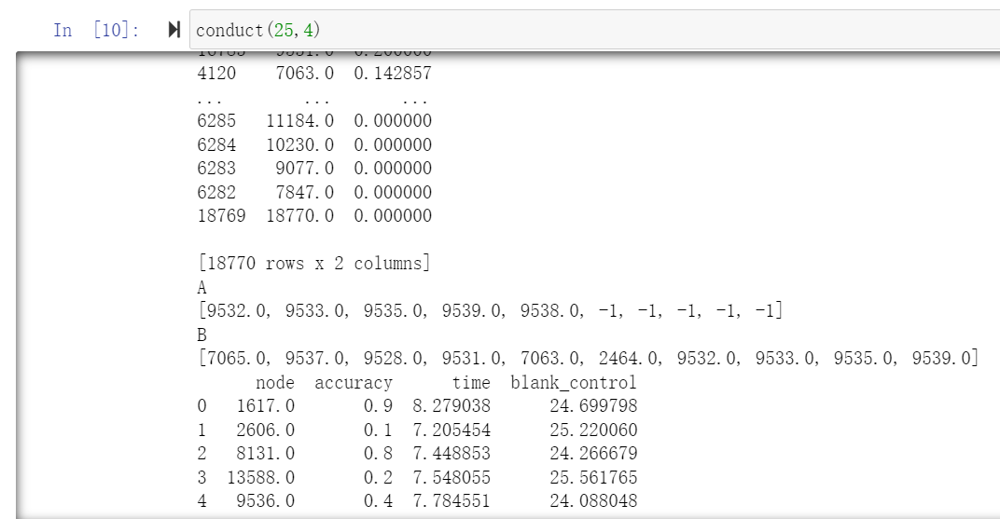 In [10]: conduct(25,4)
4120 7063.0 0.142857
... ... ...
6285 11184.0 0.000000
6284 10230.0 0.000000
6283 9077.0 0.000000
6282 7847.0 0.000000
18769 18770.0 0.000000
[18770 rows x 2 columns]
A
[9532.0, 9533.0, 9535.0, 9539.0, 9538.0, -1, -1, -1, -1, -1]
B
[7065.0, 9537.0, 9528.0, 9531.0, 7063.0, 2464.0, 9532.0, 9533.0, 9535.0, 9539.0]
node accuracy time blank_control
0 1617.0 0.9 8.279038 24.699798
1 2606.0 0.1 7.205454 25.220060
2 8131.0 0.8 7.448853 24.266679
3 13588.0 0.2 7.548055 25.561765
4 9536.0 0.4 7.784551 24.088048